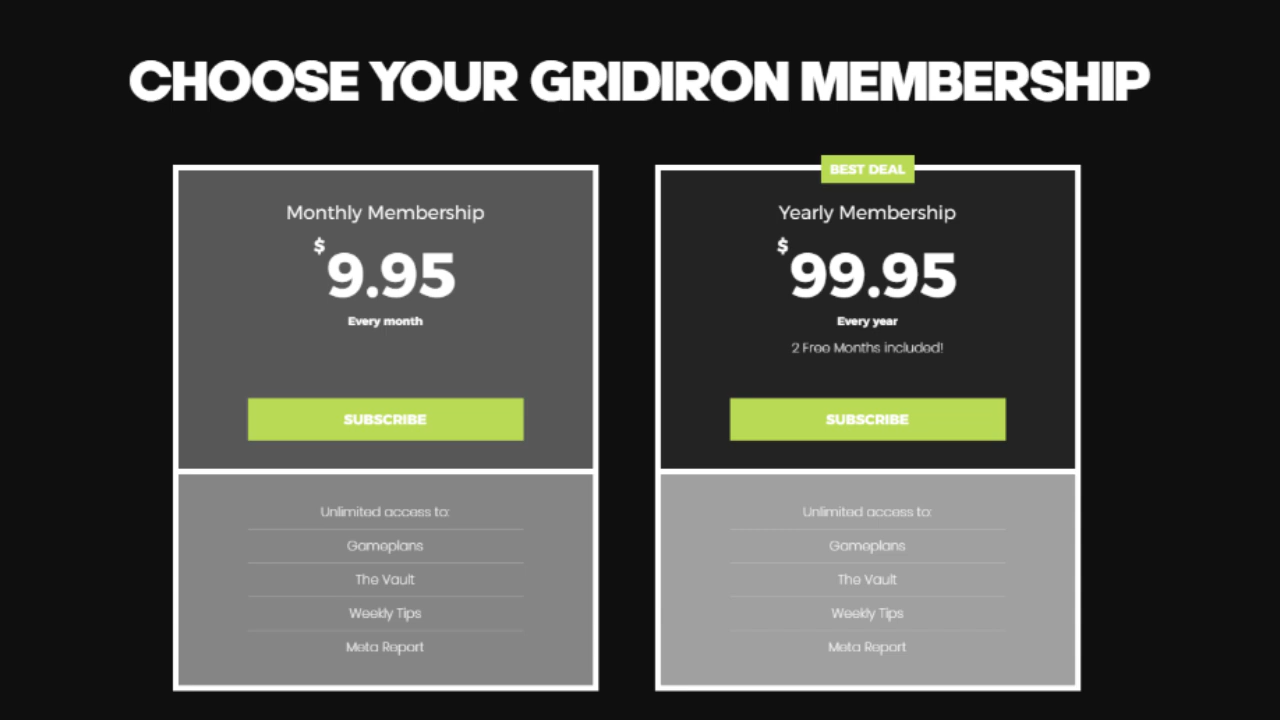 CHOOSE YOUR GRIDIRON MEMBERSHIP
Monthly Membership
$9.95
Every month
SUBSCRIBE
Unlimited access to:
Gameplans
The Vault
Weekly Tips
Meta Report
BEST DEAL
Yearly Membership
$99.95
Every year
2 Free Months included!
SUBSCRIBE
Unlimited access to:
Gameplans
The Vault
Weekly Tips
Meta Report